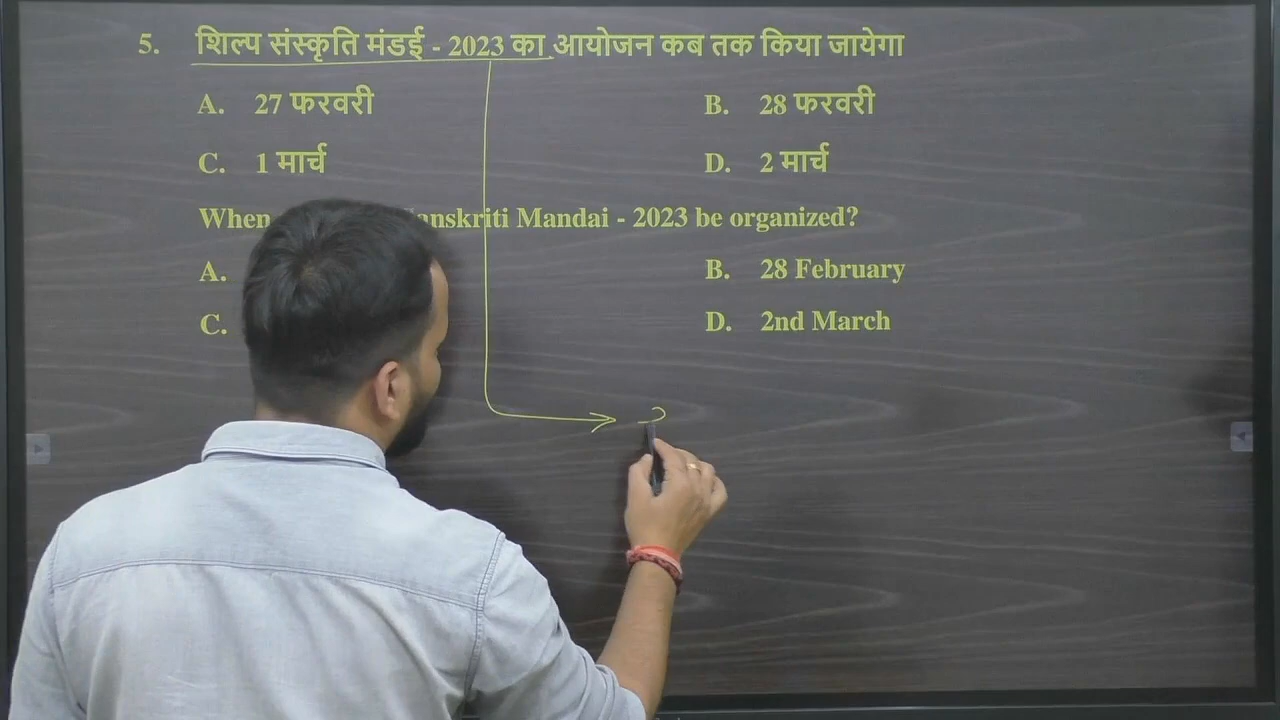 5. शिल्प संस्कृति मंडई - 2023 का आयोजन कब तक किया जायेगा
A. 27 फरवरी B. 28 फरवरी
C. 1 मार्च D. 2 मार्च
When Mandai - 2023 be organized?
A. B. 28 February
C. D. 2nd March